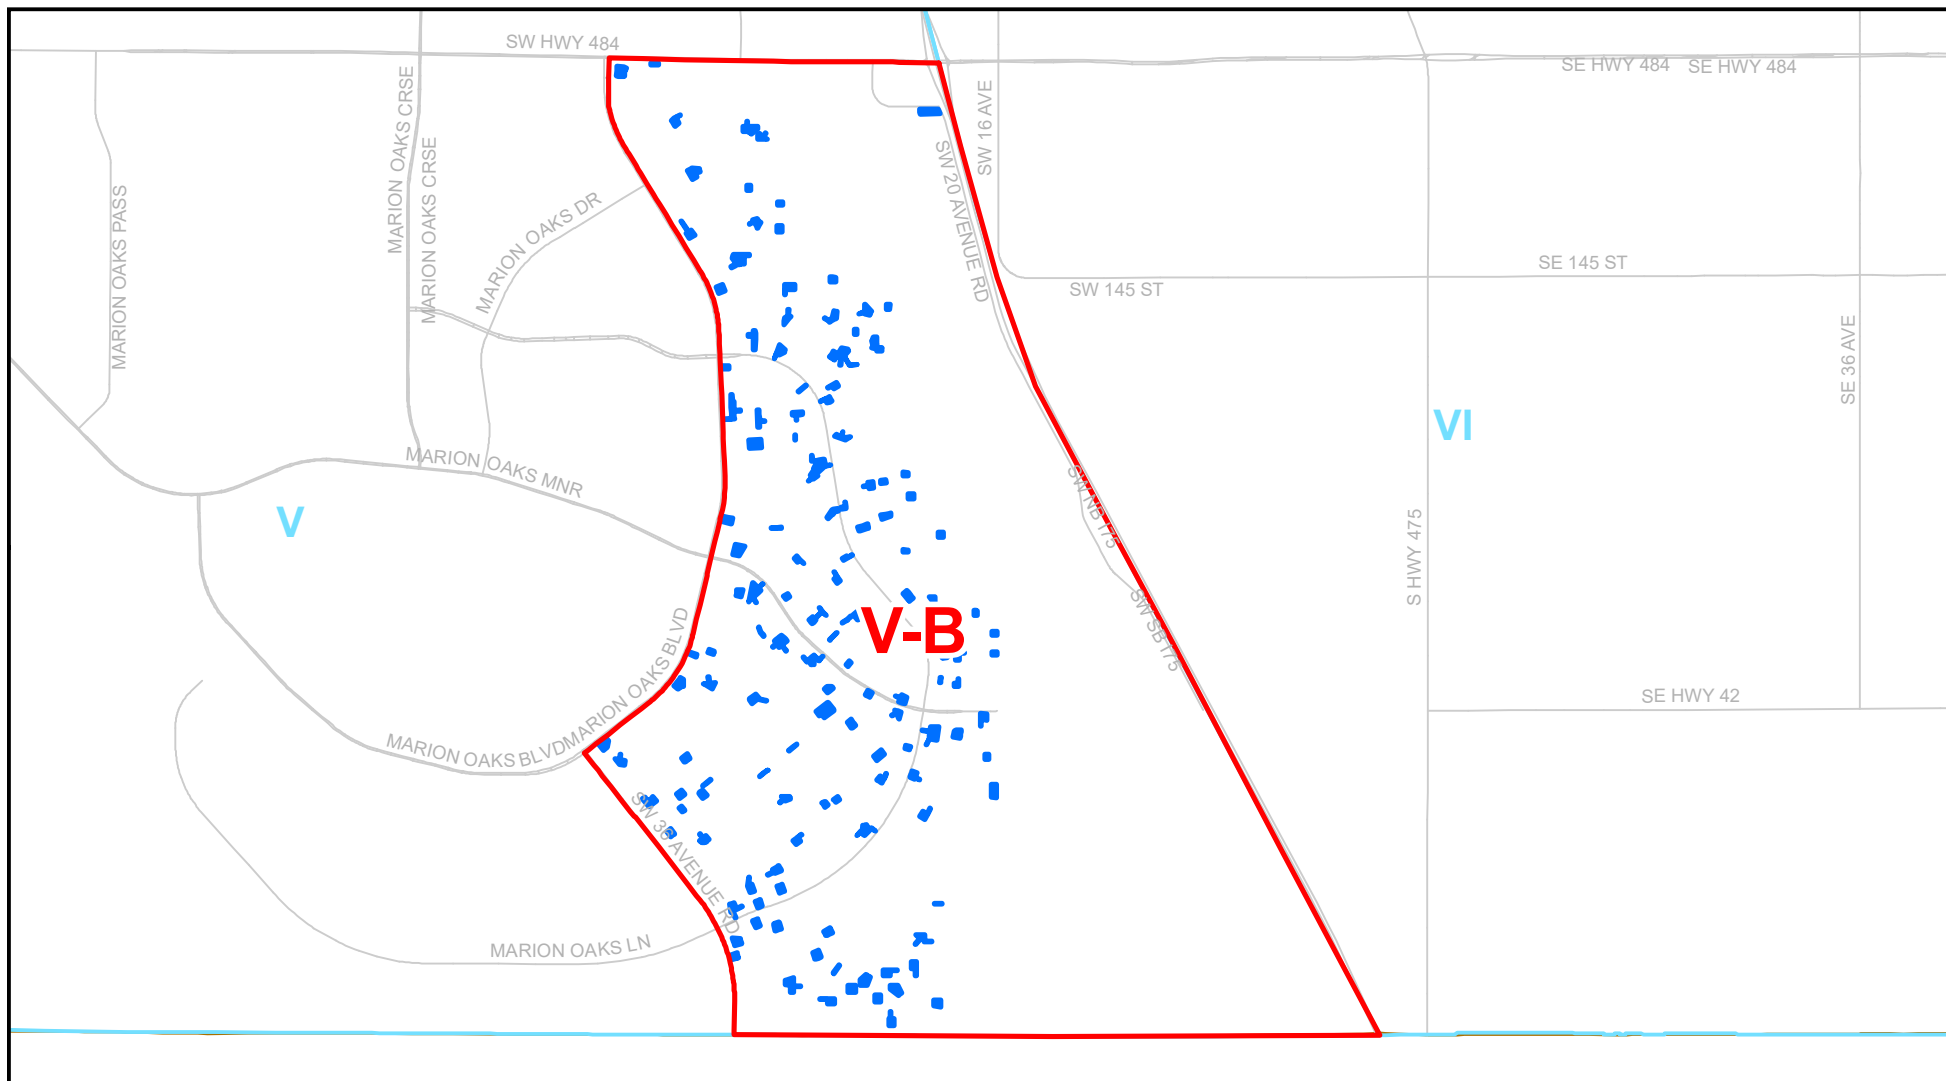 SW HWY 484
SE HWY 484
SE HWY 484
MARION OAKS CRSE
SW 16 AVE
MARION OAKS CRSE
MARION OAKS PASS
MARION OAKS DR
SW 20 AVENUE RD
SE 145 ST
SW 145 ST
SE 36 AVE
VI
MARION OAKS MNR
V
SW NB I75
S HWY 475
V-B
SW SB I75
MARION OAKS BLVD
SE HWY 42
MARION OAKS BLVD
SW 36 AVENUE RD
MARION OAKS LN